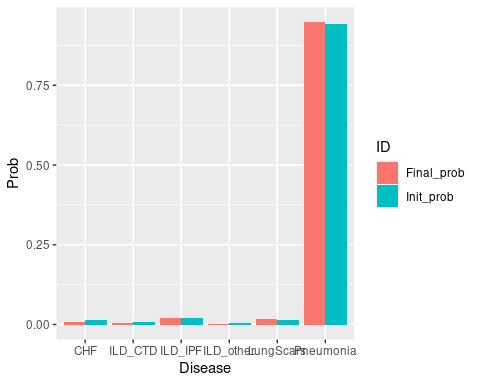 Prob
0.75
0.50
0.25
0.00
CHF ILD_CTD ILD_IPF ILD_other LungScars Pneumonia
Disease
ID
Final_prob
Init_prob